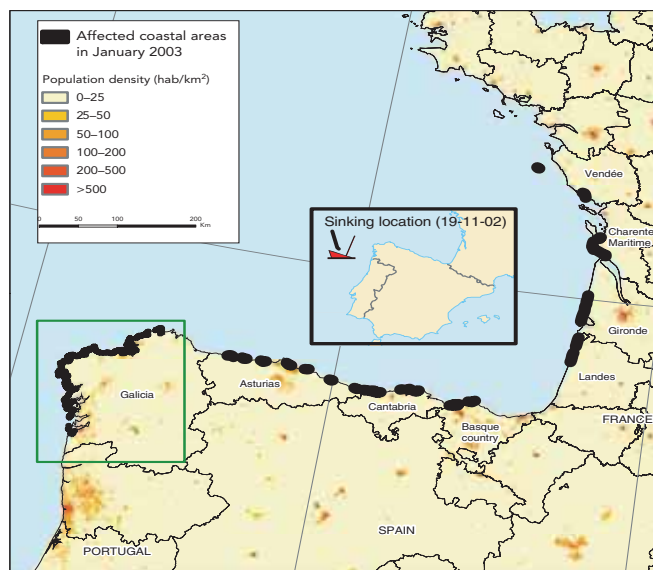 Affected coastal areas
in January 2003
Population density (hab/km²)
0–25
25–50
50–100
100–200
200–500
>500
0 50 100 200
Km
Sinking location (19-11-02)
Vendée
Charente
Maritime
Gironde
Landes
FRANCE
Galicia
Asturias
Cantabria
Basque
country
SPAIN
PORTUGAL